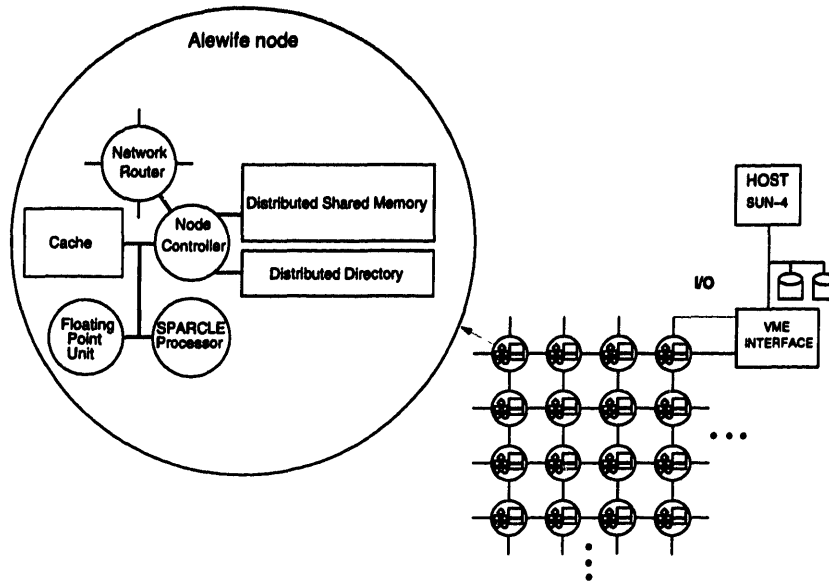 Alewife node
Network
Router
Cache
Node
Controller
Distributed Shared Memory
Distributed Directory
Floating
Point
Unit
SPARCLE
Processor
HOST
SUN-4
I/O
VME
INTERFACE